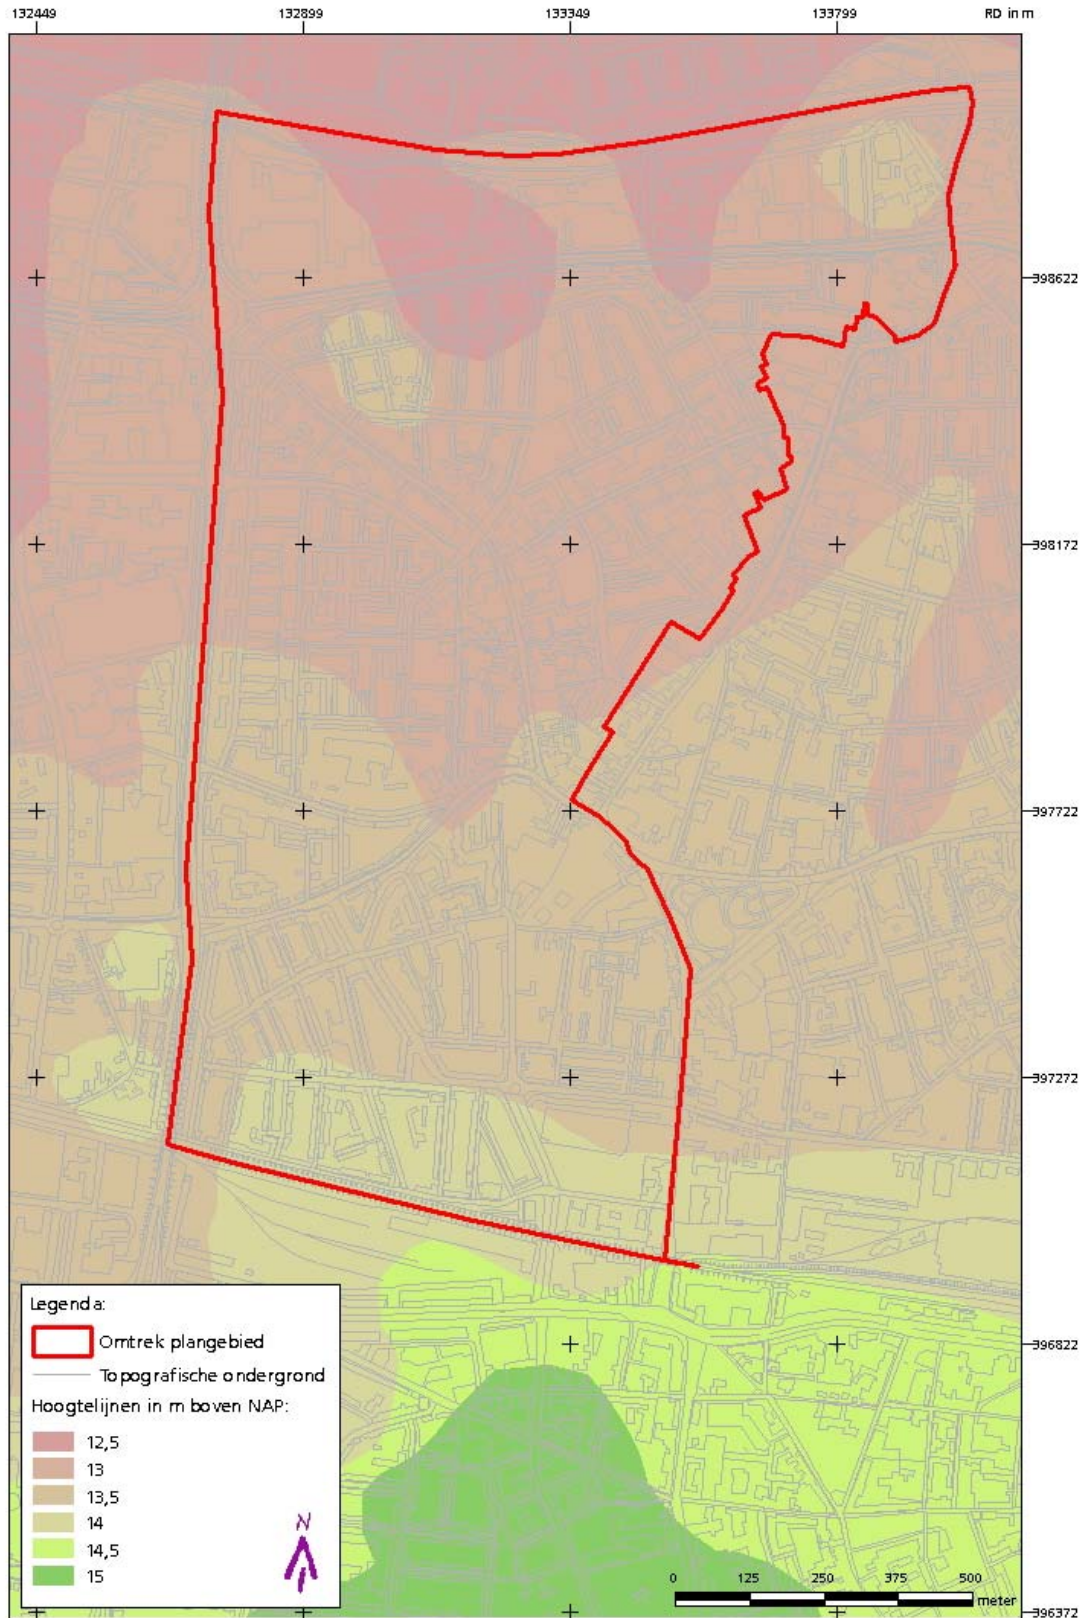 132449 132899 133349 133799 RD in m
398622
398172
397722
397272
396822
396372
Legenda:
Omtrek plangebied
Topografische ondergrond
Hoogtelijnen in m boven NAP:
12,5
13
13,5
14
14,5
15
N
0 125 250 375 500
meter